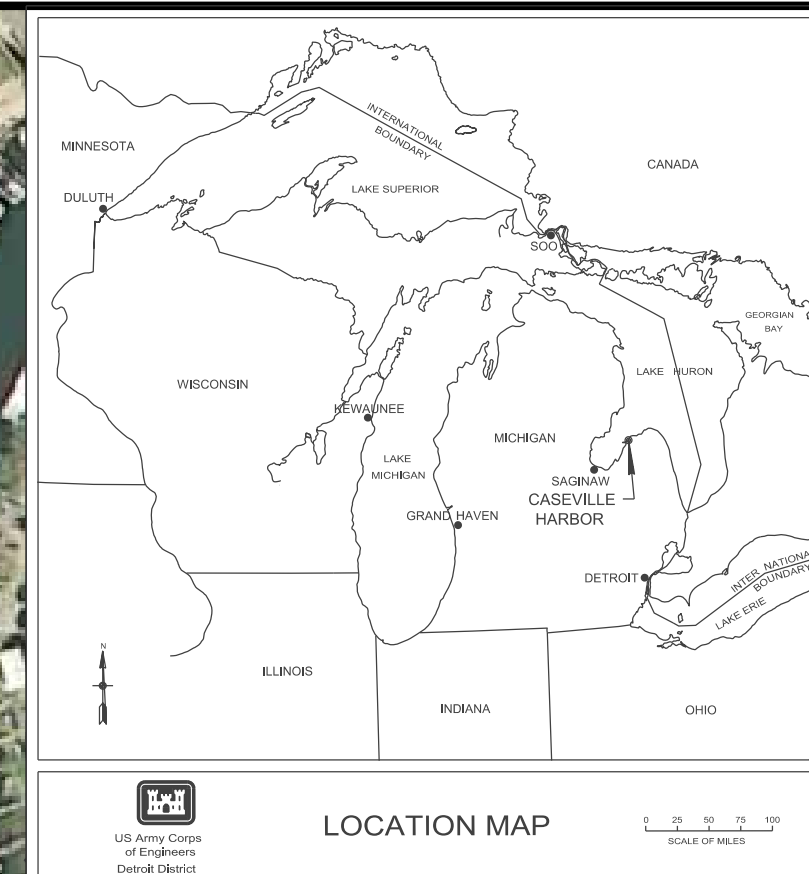 INTERNATIONAL
BOUNDARY
MINNESOTA
CANADA
DULUTH
LAKE SUPERIOR
SOO
GEORGIAN
BAY
LAKE HURON
WISCONSIN
KEWAUNEE
MICHIGAN
LAKE
MICHIGAN
SAGINAW
CASEVILLE
HARBOR
GRAND HAVEN
DETROIT
INTER NATIONA
BOUNDARY
LAKE ERIE
N
ILLINOIS
INDIANA
OHIO
US Army Corps
of Engineers
Detroit District
LOCATION MAP
0 25 50 75 100
SCALE OF MILES